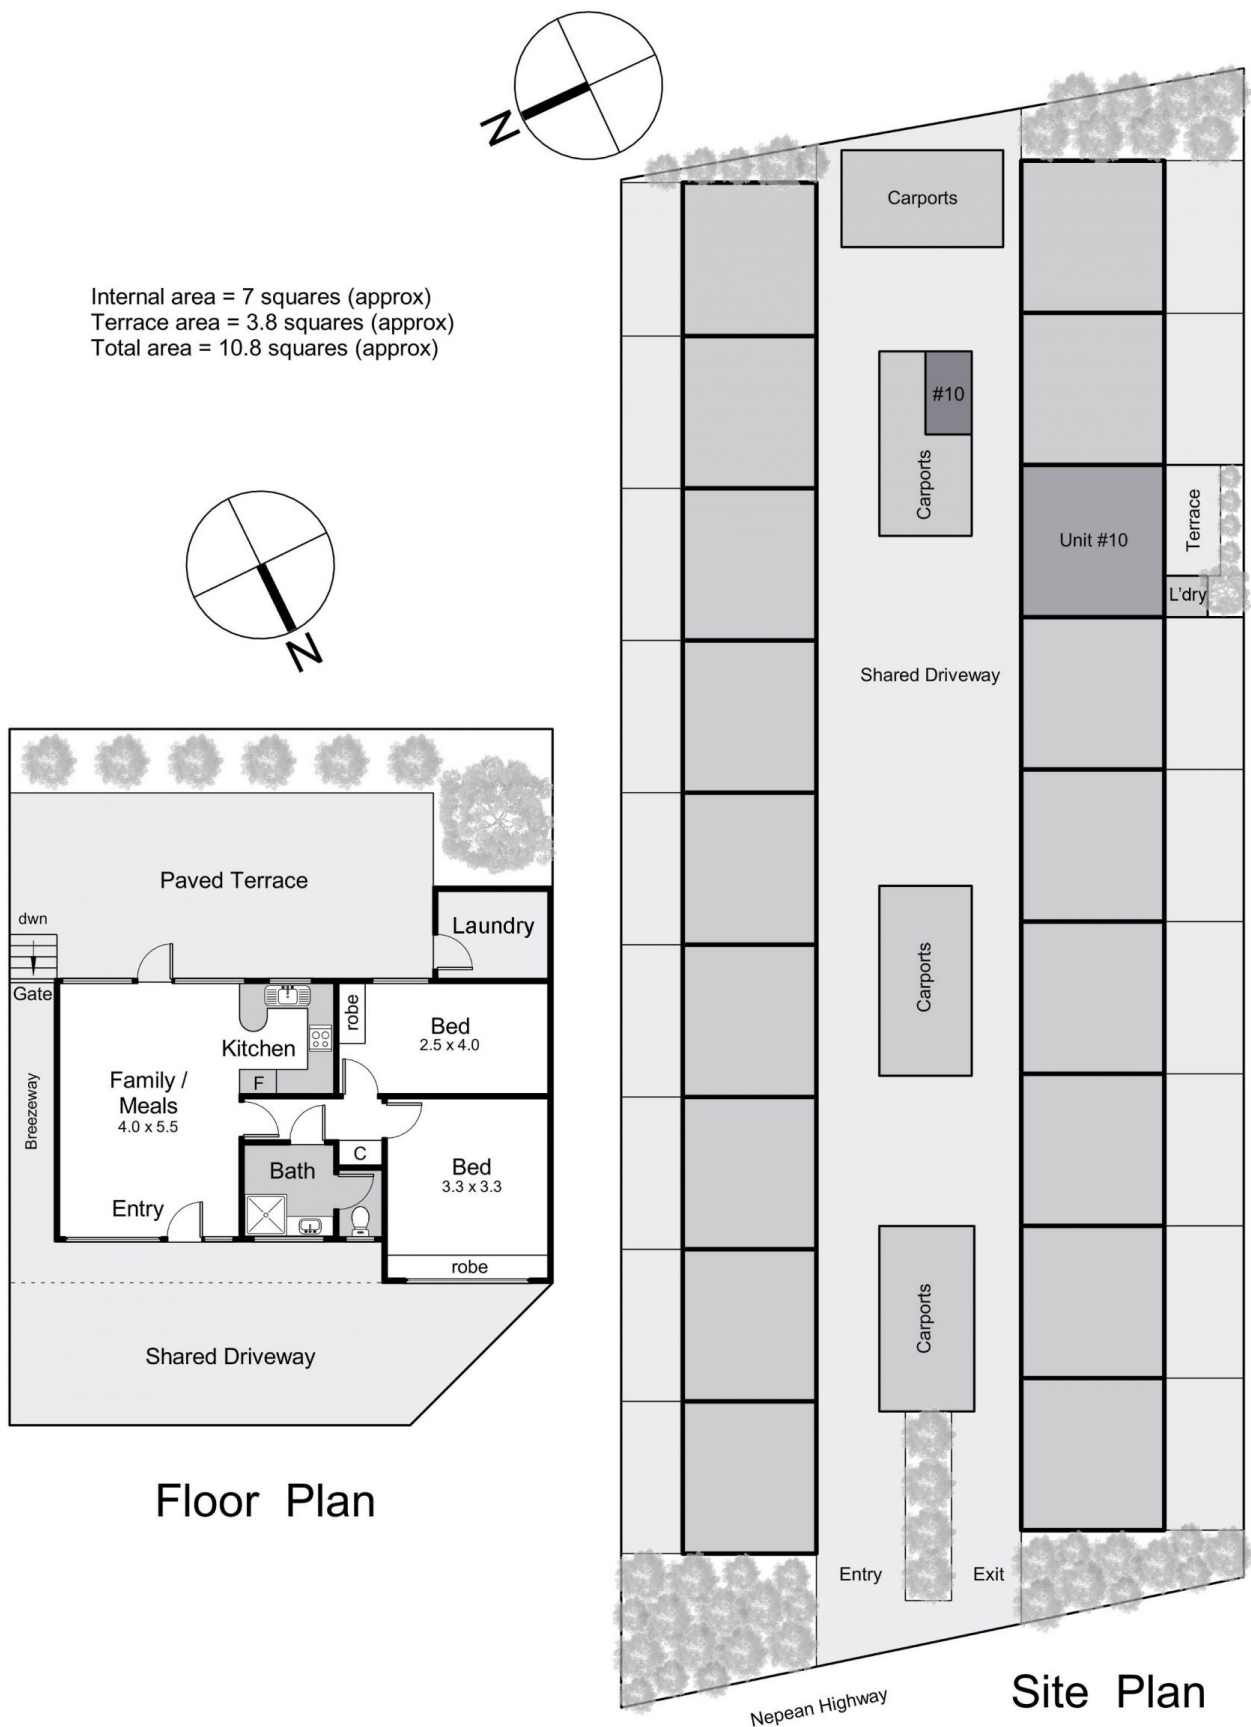 N
Carports
Internal area = 7 squares (approx)
Terrace area = 3.8 squares (approx)
Total area = 10.8 squares (approx)
#10
Carports
Unit #10
Terrace
L'dry
N
Shared Driveway
Paved Terrace
dwn
Laundry
Gate
robe
Bed
2.5 x 4.0
Kitchen
F
Family /
Meals
4.0 x 5.5
Breezeway
C
Bath
Bed
3.3 x 3.3
Entry
robe
Shared Driveway
Carports
Carports
Floor Plan
Entry
Exit
Nepean Highway
Site Plan